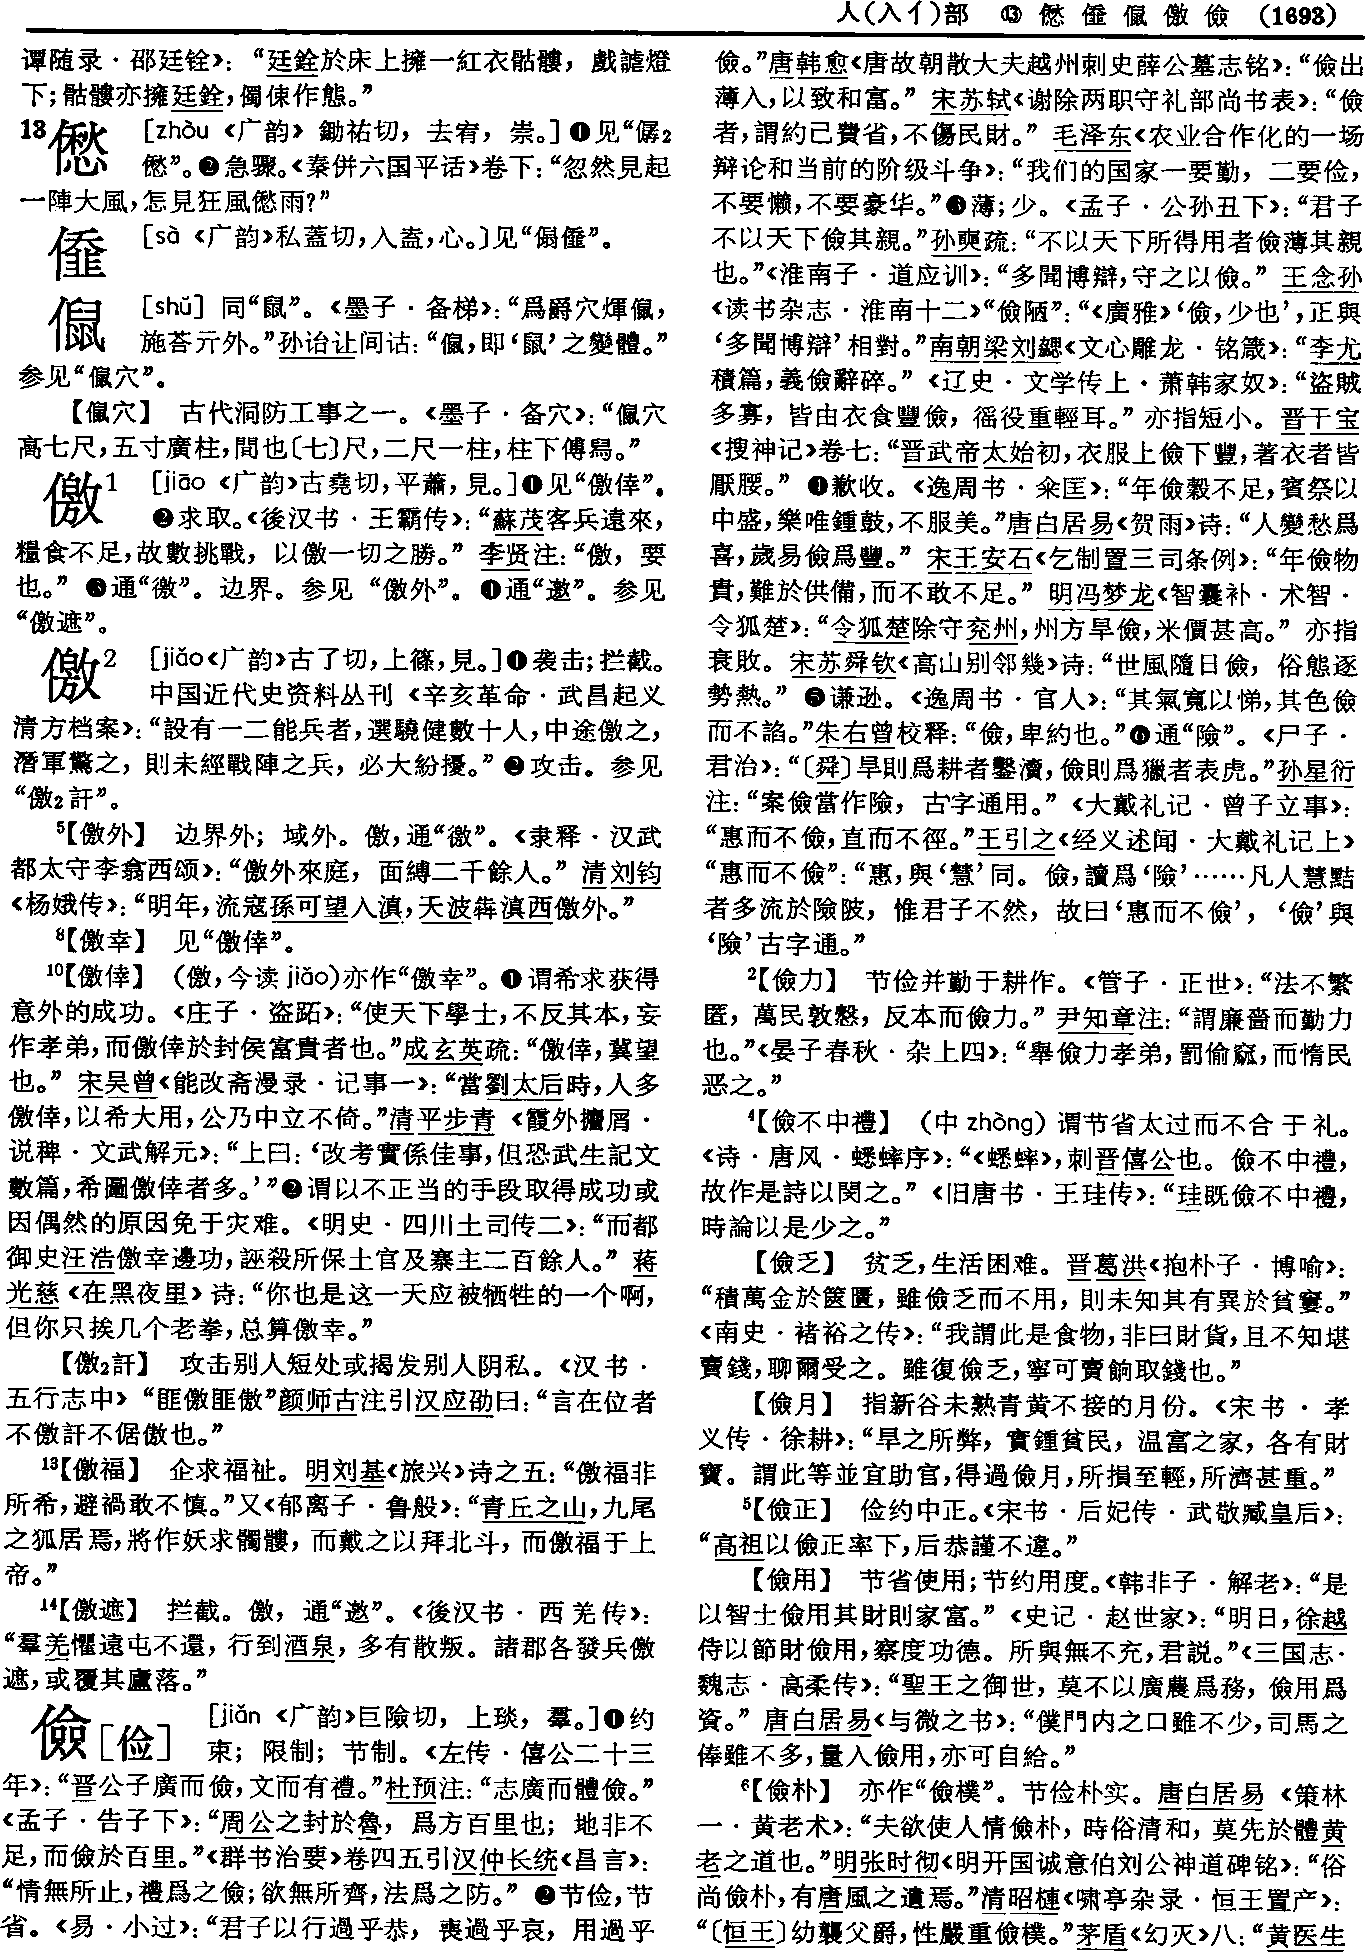 人(入亻)部 ⑬ 僽 𠍽 㒔 儌 儉 (1693)
谭随录·邵廷铨》：“廷銓於床上擁一紅衣骷髏，戲謔燈
下；骷髏亦擁廷銓，僞倲作態。”
13僽 [zhòu《广韵》鋤祐切，去宥，崇。]❶见“僝2
僽”。❷急骤。《秦併六国平话》卷下：“忽然見起
一陣大風，怎見狂風僽雨？”
[sà《广韵》私蓋切，入盍，心。]见“儑
[shǔ] 同“鼠”。《墨子·备梯》：“爲爵穴煇
施荅亓外。”孙诒让间诂： 即‘鼠’之變體。”
参见 穴”。
穴】 古代洞防工事之一。《墨子·备穴》： 穴
高七尺，五寸廣柱，間也〔七〕尺，二尺一柱，柱下傅舄。”
儌1 [jiāo《广韵》古堯切，平蕭，見。]❶见“儌倖”。
❷求取。《後汉书·王霸传》：“蘇茂客兵遠來，
糧食不足，故數挑戰，以儌一切之勝。”李贤注：“儌，要
也。”❸通“徼”。边界。参见“儌外”。❹通“邀”。参见
“儌遮”。
儌2 [jiǎo《广韵》古了切，上篠，見。]❶袭击；拦截。
中国近代史资料丛刊《辛亥革命·武昌起义
清方档案》：“設有一二能兵者，選驍健數十人，中途儌之，
潛軍驚之，則未經戰陣之兵，必大紛擾。”❷攻击。参见
“儌2訐”。
5【儌外】 边界外；域外。儌，通“徼”。《隶释·汉武
都太守李翕西颂》：“儌外來庭，面縛二千餘人。”清刘钧
《杨娥传》：“明年，流寇孫可望入滇，天波犇滇西儌外。”
8【儌幸】 见“儌倖”。
10【儌倖】 (儌，今读jiǎo)亦作“儌幸”。❶谓希求获得
意外的成功。《庄子·盗跖》：“使天下學士，不反其本，妄
作孝弟，而儌倖於封侯富貴者也。”成玄英疏：“儌倖，冀望
也。”宋吴曾《能改斋漫录·记事一》：“當劉太后時，人多
儌倖，以希大用，公乃中立不倚。”清平步青《霞外攟屑·
说稗·文武解元》：“上曰：‘改考實係佳事，但恐武生記文
數篇，希圖儌倖者多。’”❷谓以不正当的手段取得成功或
因偶然的原因免于灾难。《明史·四川土司传二》：“而都
御史汪浩儌幸邊功，誣殺所保土官及寨主二百餘人。”蒋
光慈《在黑夜里》诗：“你也是这一天应被牺牲的一个啊，
但你只挨几个老拳，总算儌幸。”
【儌2訐】 攻击别人短处或揭发别人阴私。《汉书·
五行志中》“匪儌匪傲”颜师古注引汉应劭曰：“言在位者
不儌訐不倨傲也。”
13【儌福】 企求福祉。明刘基《旅兴》诗之五：“儌福非
所希，避禍敢不慎。”又《郁离子·鲁般》：“青丘之山，九尾
之狐居焉，將作妖求髑髏，而戴之以拜北斗，而儌福于上
帝。”
14【儌遮】 拦截。儌，通“邀”。《後汉书·西羌传》：
“羣羌懼遠屯不還，行到酒泉，多有散叛。諸郡各發兵儌
遮，或覆其廬落。”
儉[俭] [jiǎn《广韵》巨險切，上琰，羣。]❶约
束；限制；节制。《左传·僖公二十三
年》：“晋公子廣而儉，文而有禮。”杜预注：“志廣而體儉。”
《孟子·告子下》：“周公之封於魯，爲方百里也；地非不
足，而儉於百里。”《群书治要》卷四五引汉仲长统《昌言》：
“情無所止，禮爲之儉；欲無所齊，法爲之防。”❷节俭，节
省。《易·小过》：“君子以行過乎恭，喪過乎哀，用過乎
儉。”唐韩愈《唐故朝散大夫越州刺史薛公墓志铭》：“儉出
薄入，以致和富。”宋苏轼《谢除两职守礼部尚书表》：“儉
者，謂約己費省，不傷民財。”毛泽东《农业合作化的一场
辩论和当前的阶级斗争》：“我们的国家一要勤，二要俭，
不要懒，不要豪华。”❸薄；少。《孟子·公孙丑下》：“君子
不以天下儉其親。”孙奭疏：“不以天下所得用者儉薄其親
也。”《淮南子·道应训》：“多聞博辯，守之以儉。”王念孙
《读书杂志·淮南十二》“儉陋”：“《廣雅》‘儉，少也’，正與
‘多聞博辯’相對。”南朝梁刘勰《文心雕龙·铭箴》：“李尤
積篇，義儉辭碎。”《辽史·文学传上·萧韩家奴》：“盜賊
多寡，皆由衣食豐儉，徭役重輕耳。”亦指短小。晋干宝
《搜神记》卷七：“晋武帝太始初，衣服上儉下豐，著衣者皆
厭腰。”❹歉收。《逸周书·籴匡》：“年儉穀不足，賓祭以
中盛，樂唯鍾鼓，不服美。”唐白居易《贺雨》诗：“人變愁爲
喜，歲易儉爲豐。”宋王安石《乞制置三司条例》：“年儉物
貴，難於供備，而不敢不足。”明冯梦龙《智囊补·术智·
令狐楚》：“令狐楚除守兖州，州方旱儉，米價甚高。”亦指
衰敗。宋苏舜钦《高山别邻幾》诗：“世風隨日儉，俗態逐
勢熱。”❺谦逊。《逸周书·官人》：“其氣寬以悌，其色儉
而不諂。”朱右曾校释：“儉，卑約也。”❻通“險”。《尸子·
君治》：“〔舜〕旱則爲耕者鑿瀆，儉則爲獵者表虎。”孙星衍
注：“案儉當作險，古字通用。”《大戴礼记·曾子立事》：
“惠而不儉，直而不徑。”王引之《经义述闻·大戴礼记上》
“惠而不儉”：“惠，與‘慧’同。儉，讀爲‘險’……凡人慧黠
者多流於險陂，惟君子不然，故曰‘惠而不儉’，‘儉’與
‘險’古字通。”
2【儉力】 节俭并勤于耕作。《管子·正世》：“法不繁
匿，萬民敦慤，反本而儉力。”尹知章注：“謂廉嗇而勤力
也。”《晏子春秋·杂上四》：“舉儉力孝弟，罰偷窳，而惰民
恶之。”
4【儉不中禮】 (中zhòng)谓节省太过而不合于礼。
《诗·唐风·蟋蟀序》：“《蟋蟀》，刺晋僖公也。儉不中禮，
故作是詩以閔之。”《旧唐书·王珪传》：“珪既儉不中禮，
時論以是少之。”
【儉乏】 贫乏，生活困难。晋葛洪《抱朴子·博喻》：
“積萬金於篋匱，雖儉乏而不用，則未知其有異於貧窶。”
《南史·褚裕之传》：“我謂此是食物，非曰財貨，且不知堪
賣錢，聊爾受之。雖復儉乏，寧可賣餉取錢也。”
【儉月】 指新谷未熟青黄不接的月份。《宋书·孝
义传·徐耕》：“旱之所弊，實鍾貧民，温富之家，各有財
寶。謂此等並宜助官，得過儉月，所損至輕，所濟甚重。”
5【儉正】 俭约中正。《宋书·后妃传·武敬臧皇后》：
“高祖以儉正率下，后恭謹不違。”
【儉用】 节省使用；节约用度。《韩非子·解老》：“是
以智士儉用其財則家富。”《史记·赵世家》：“明日，徐越
侍以節財儉用，察度功德。所與無不充，君説。”《三国志·
魏志·高柔传》：“聖王之御世，莫不以廣農爲務，儉用爲
資。”唐白居易《与微之书》：“僕門内之口雖不少，司馬之
俸雖不多，量入儉用，亦可自給。”
6【儉朴】 亦作“儉樸”。节俭朴实。唐白居易《策林
一·黄老术》：“夫欲使人情儉朴，時俗清和，莫先於體黄
老之道也。”明张时彻《明开国诚意伯刘公神道碑铭》：“俗
尚儉朴，有唐風之遺焉。”清昭梿《啸亭杂录·恒王置产》：
“〔恒王〕幼襲父爵，性嚴重儉樸。”茅盾《幻灭》八：“黄医生